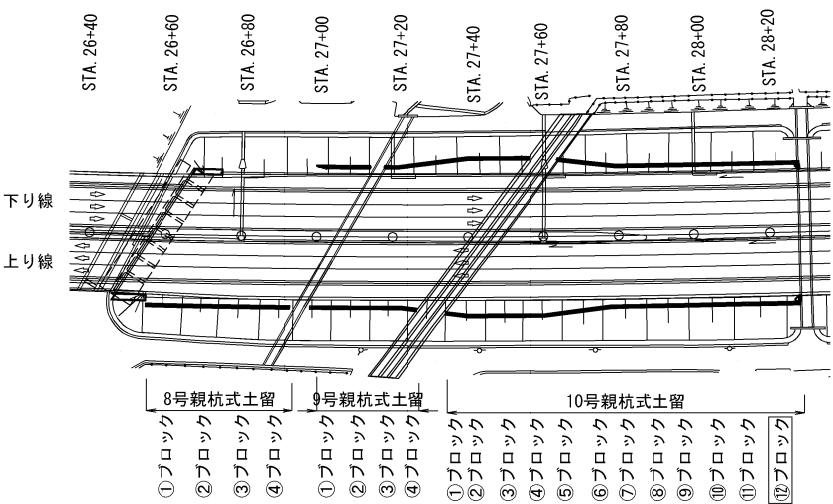 STA. 26+40
STA. 26+60
STA. 26+80
STA. 27+00
STA. 27+20
STA. 27+40
STA. 27+60
STA. 27+80
STA. 28+00
STA. 28+20
下り線
上り線
8号親杭式土留
9号親杭式土留
10号親杭式土留
①ブロック
②ブロック
③ブロック
④ブロック
①ブロック
②ブロック
③ブロック
④ブロック
①ブロック
②ブロック
③ブロック
④ブロック
⑤ブロック
⑥ブロック
⑦ブロック
⑧ブロック
⑨ブロック
⑩ブロック
⑪ブロック
⑫ブロック